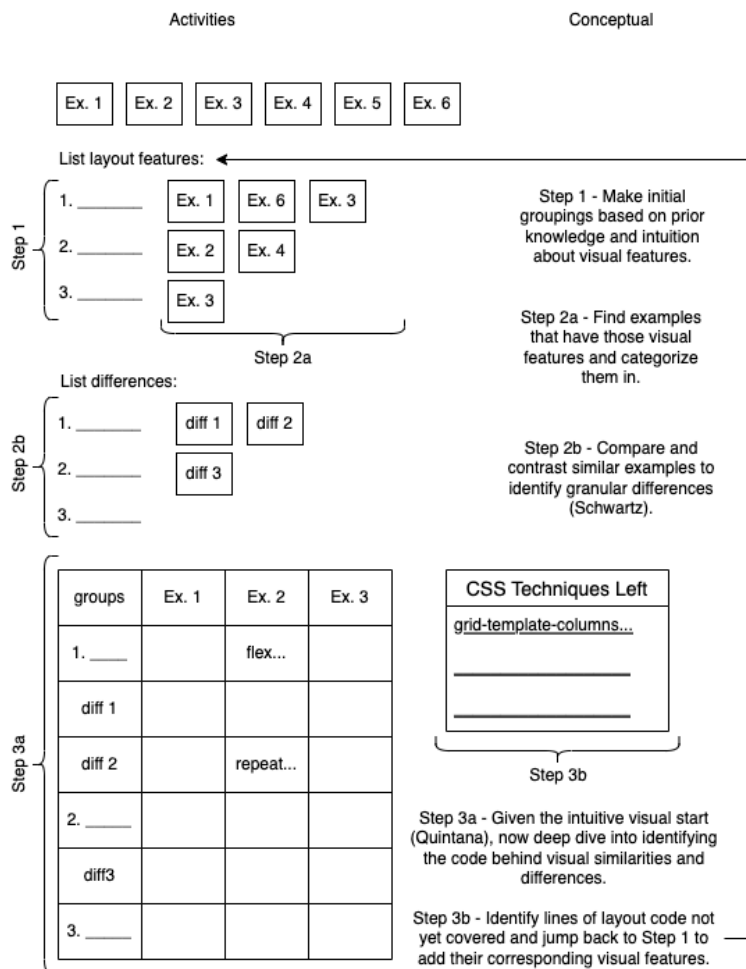 Activities
Conceptual
Ex. 1
Ex. 2
Ex. 3
Ex. 4
Ex. 5
Ex. 6
List layout features:
Step 1
1. ______
Ex. 1
Ex. 6
Ex. 3
2. ______
Ex. 2
Ex. 4
3. ______
Ex. 3
Step 2a
Step 1 - Make initial
groupings based on prior
knowledge and intuition
about visual features.
Step 2a - Find examples
that have those visual
features and categorize
them in.
List differences:
Step 2b
1. ______
diff 1
diff 2
2. ______
diff 3
3. ______
Step 2b - Compare and
contrast similar examples to
identify granular differences
(Schwartz).
Step 3a
groups
Ex. 1
Ex. 2
Ex. 3
1. ____
flex...
diff 1
diff 2
repeat...
2. _____
diff3
3. _____
CSS Techniques Left
grid-template-columns...
Step 3b
Step 3a - Given the intuitive visual start
(Quintana), now deep dive into identifying
the code behind visual similarities and
differences.
Step 3b - Identify lines of layout code not
yet covered and jump back to Step 1 to
add their corresponding visual features.